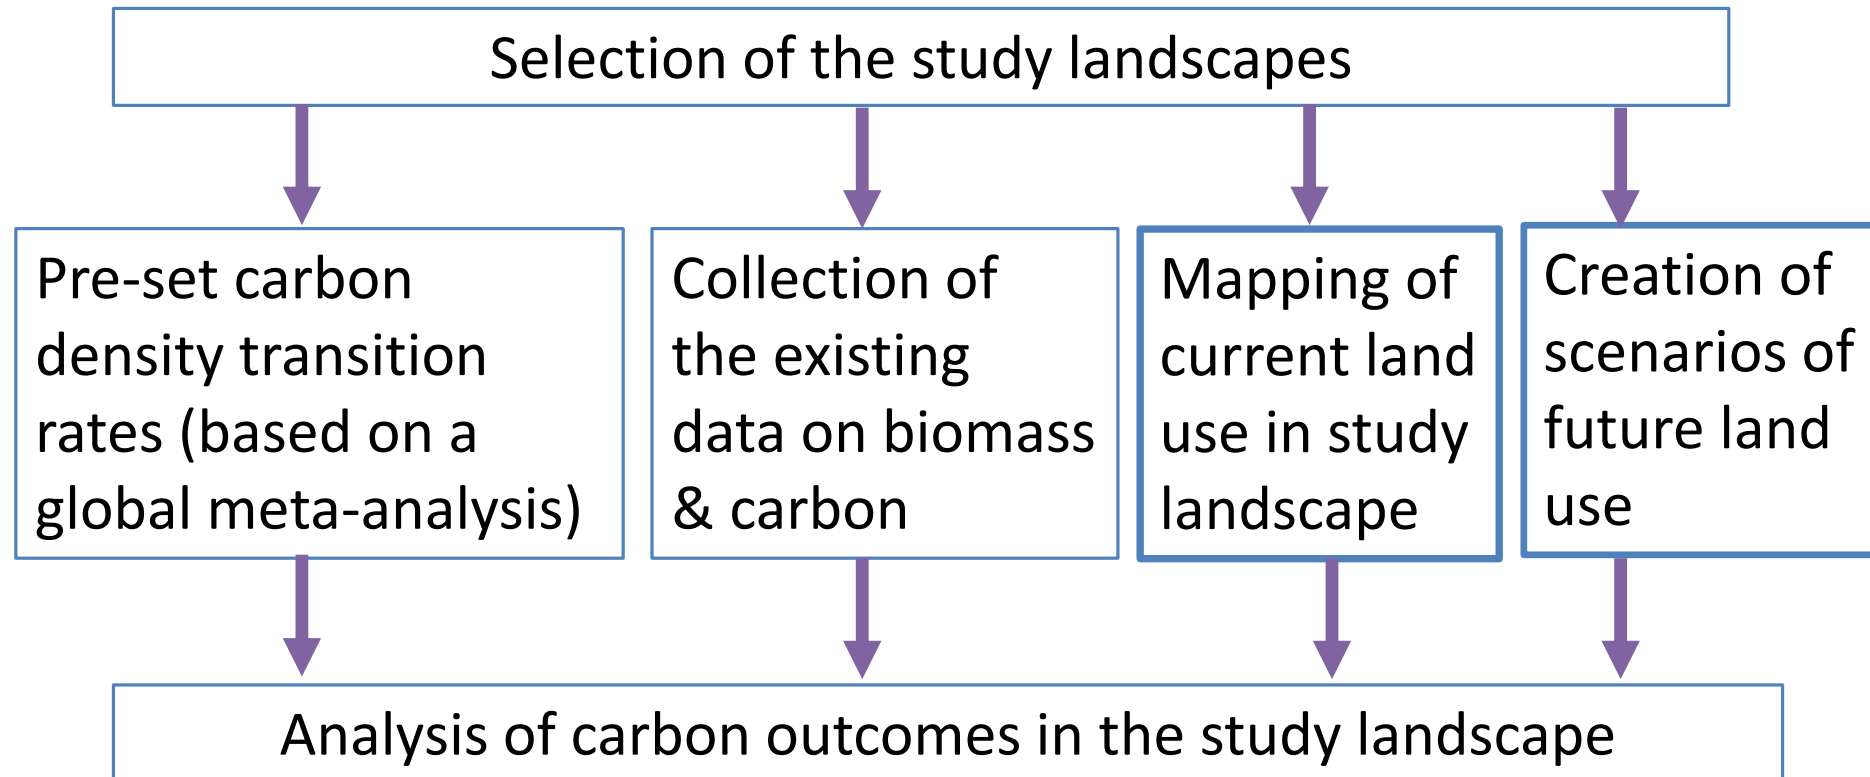 Selection of the study landscapes
Pre-set carbon
density transition
rates (based on a
global meta-analysis)
Collection of
the existing
data on biomass
& carbon
Mapping of
current land
use in study
landscape
Creation of
scenarios of
future land
use
Analysis of carbon outcomes in the study landscape